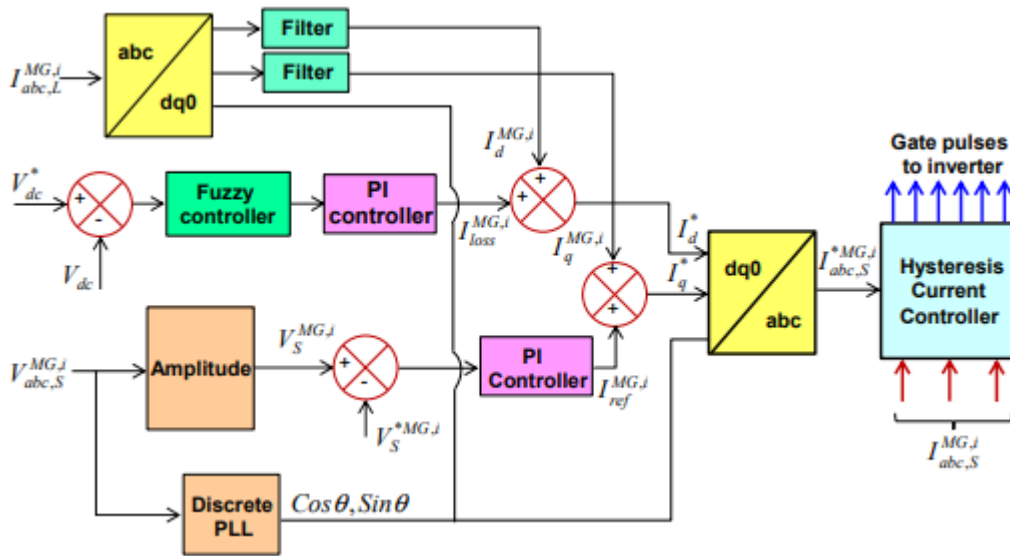 abc
dq0
Filter
Filter
I_{abc,L}^{MG,i}
I_d^{MG,i}
Gate pulses
to inverter
V_{dc}^*
+
-
Fuzzy
controller
PI
controller
+
+
I_{loss}^{MG,i}
I_q^{MG,i}
I_d^*
V_{dc}
+
+
I_q^*
dq0
abc
I_{abc,S}^{*MG,i}
Hysteresis
Current
Controller
V_{abc,S}^{MG,i}
Amplitude
V_S^{MG,i}
+
-
PI
Controller
I_{ref}^{MG,i}
V_S^{*MG,i}
I_{abc,S}^{MG,i}
Discrete
PLL
Cosθ,Sinθ